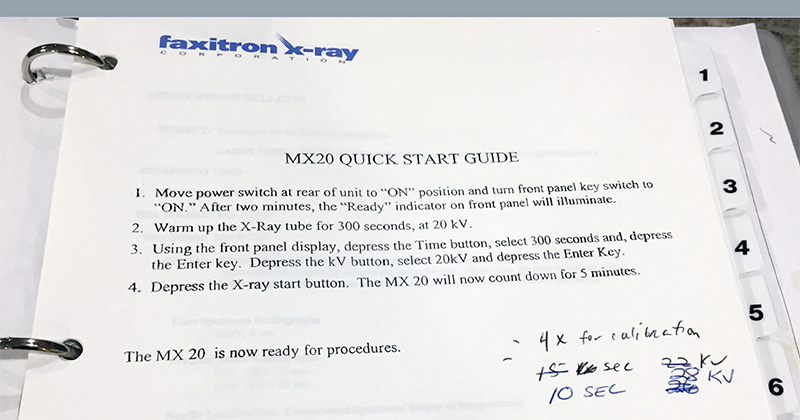 faxitron x-ray
CORPORATION
MX20 QUICK START GUIDE
1. Move power switch at rear of unit to “ON” position and turn front panel key switch to
“ON.” After two minutes, the “Ready” indicator on front panel will illuminate.
2. Warm up the X-Ray tube for 300 seconds, at 20 kV.
3. Using the front panel display, depress the Time button, select 300 seconds and, depress
the Enter key. Depress the kV button, select 20kV and depress the Enter Key.
4. Depress the X-ray start button. The MX 20 will now count down for 5 minutes.
The MX 20 is now ready for procedures.
- 4x for calibration
- 15 sec 22 KV
10 SEC 28 KV
1
2
3
4
5
6